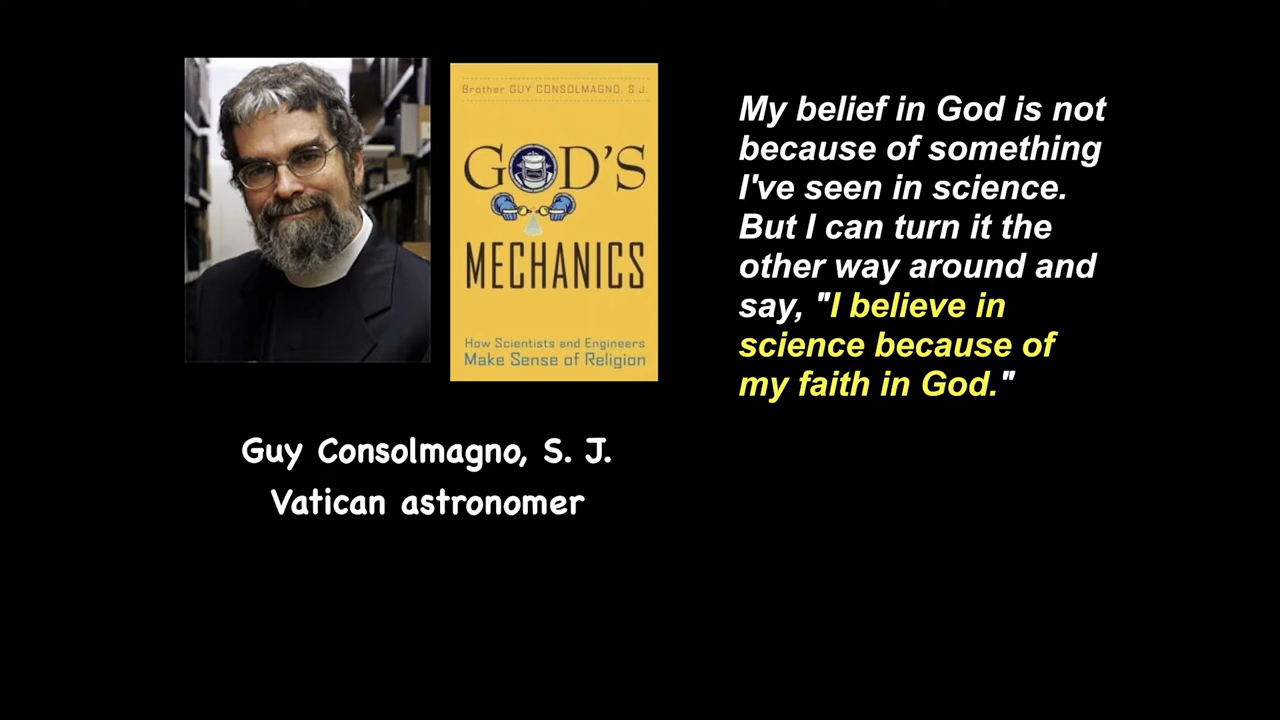 Brother GUY CONSOLMAGNO, S.J.
GOD'S
MECHANICS
How Scientists and Engineers
Make Sense of Religion
Guy Consolmagno, S. J.
Vatican astronomer
My belief in God is not
because of something
I've seen in science.
But I can turn it the
other way around and
say, "I believe in
science because of
my faith in God."